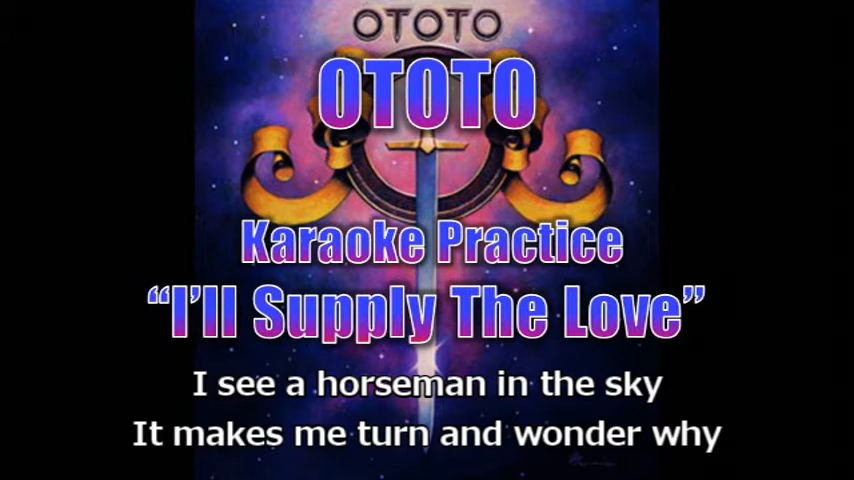 OTOTO
OTOTO
Karaoke Practice
“I’ll Supply The Love”
I see a horseman in the sky
It makes me turn and wonder why